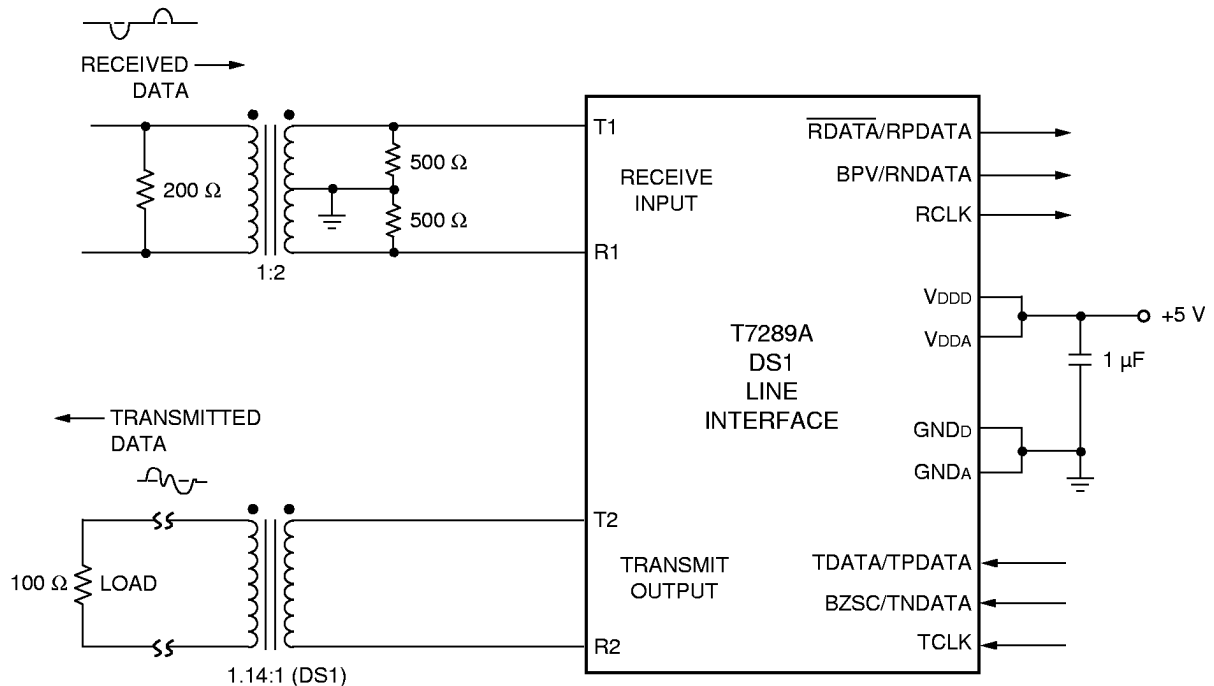 RECEIVED
DATA
200 Ω
1:2
500 Ω
500 Ω
T1
R1
RECEIVE
INPUT
T7289A
DS1
LINE
INTERFACE
RDATA/RPDATA
BPV/RNDATA
RCLK
VDDD
VDDA
+5 V
1 µF
GNDD
GNDA
TRANSMITTED
DATA
100 Ω
LOAD
1.14:1 (DS1)
T2
R2
TRANSMIT
OUTPUT
TDATA/TPDATA
BZSC/TNDATA
TCLK